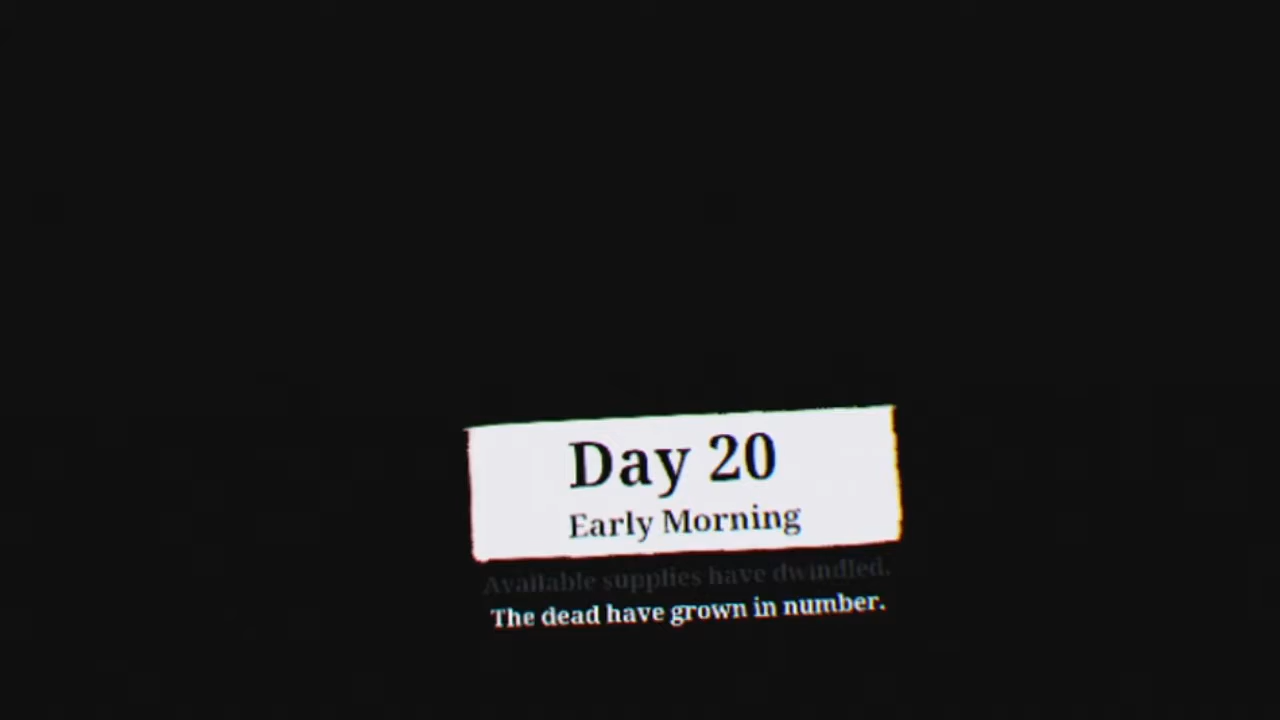 Day 20
Early Morning
Available supplies have dwindled.
The dead have grown in number.